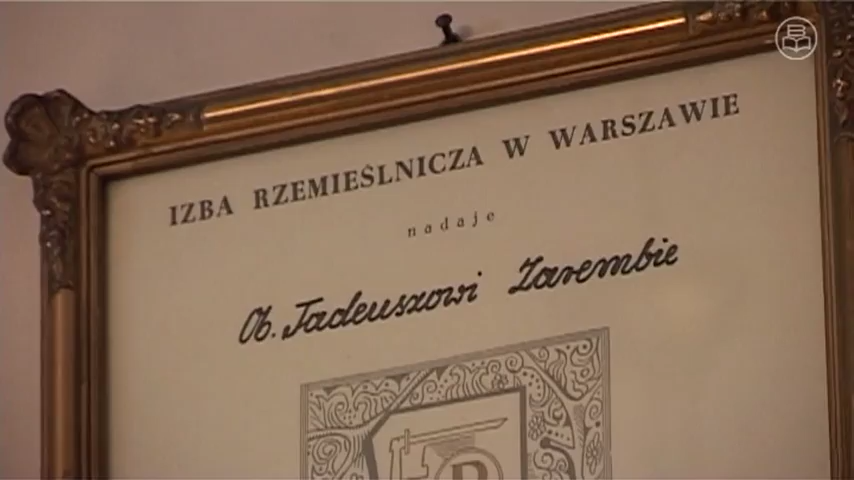 IZBA RZEMIEŚLNICZA W WARSZAWIE
nadaje
Ob. Tadeuszowi Zarembie
R